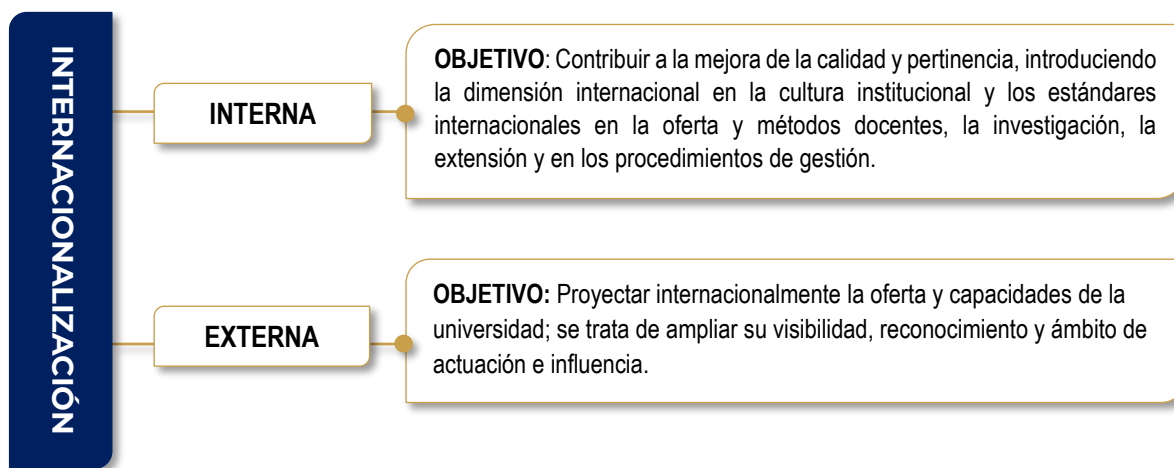 INTERNACIONALIZACIÓN
INTERNA
OBJETIVO: Contribuir a la mejora de la calidad y pertinencia, introduciendo
la dimensión internacional en la cultura institucional y los estándares
internacionales en la oferta y métodos docentes, la investigación, la
extensión y en los procedimientos de gestión.
EXTERNA
OBJETIVO: Proyectar internacionalmente la oferta y capacidades de la
universidad; se trata de ampliar su visibilidad, reconocimiento y ámbito de
actuación e influencia.